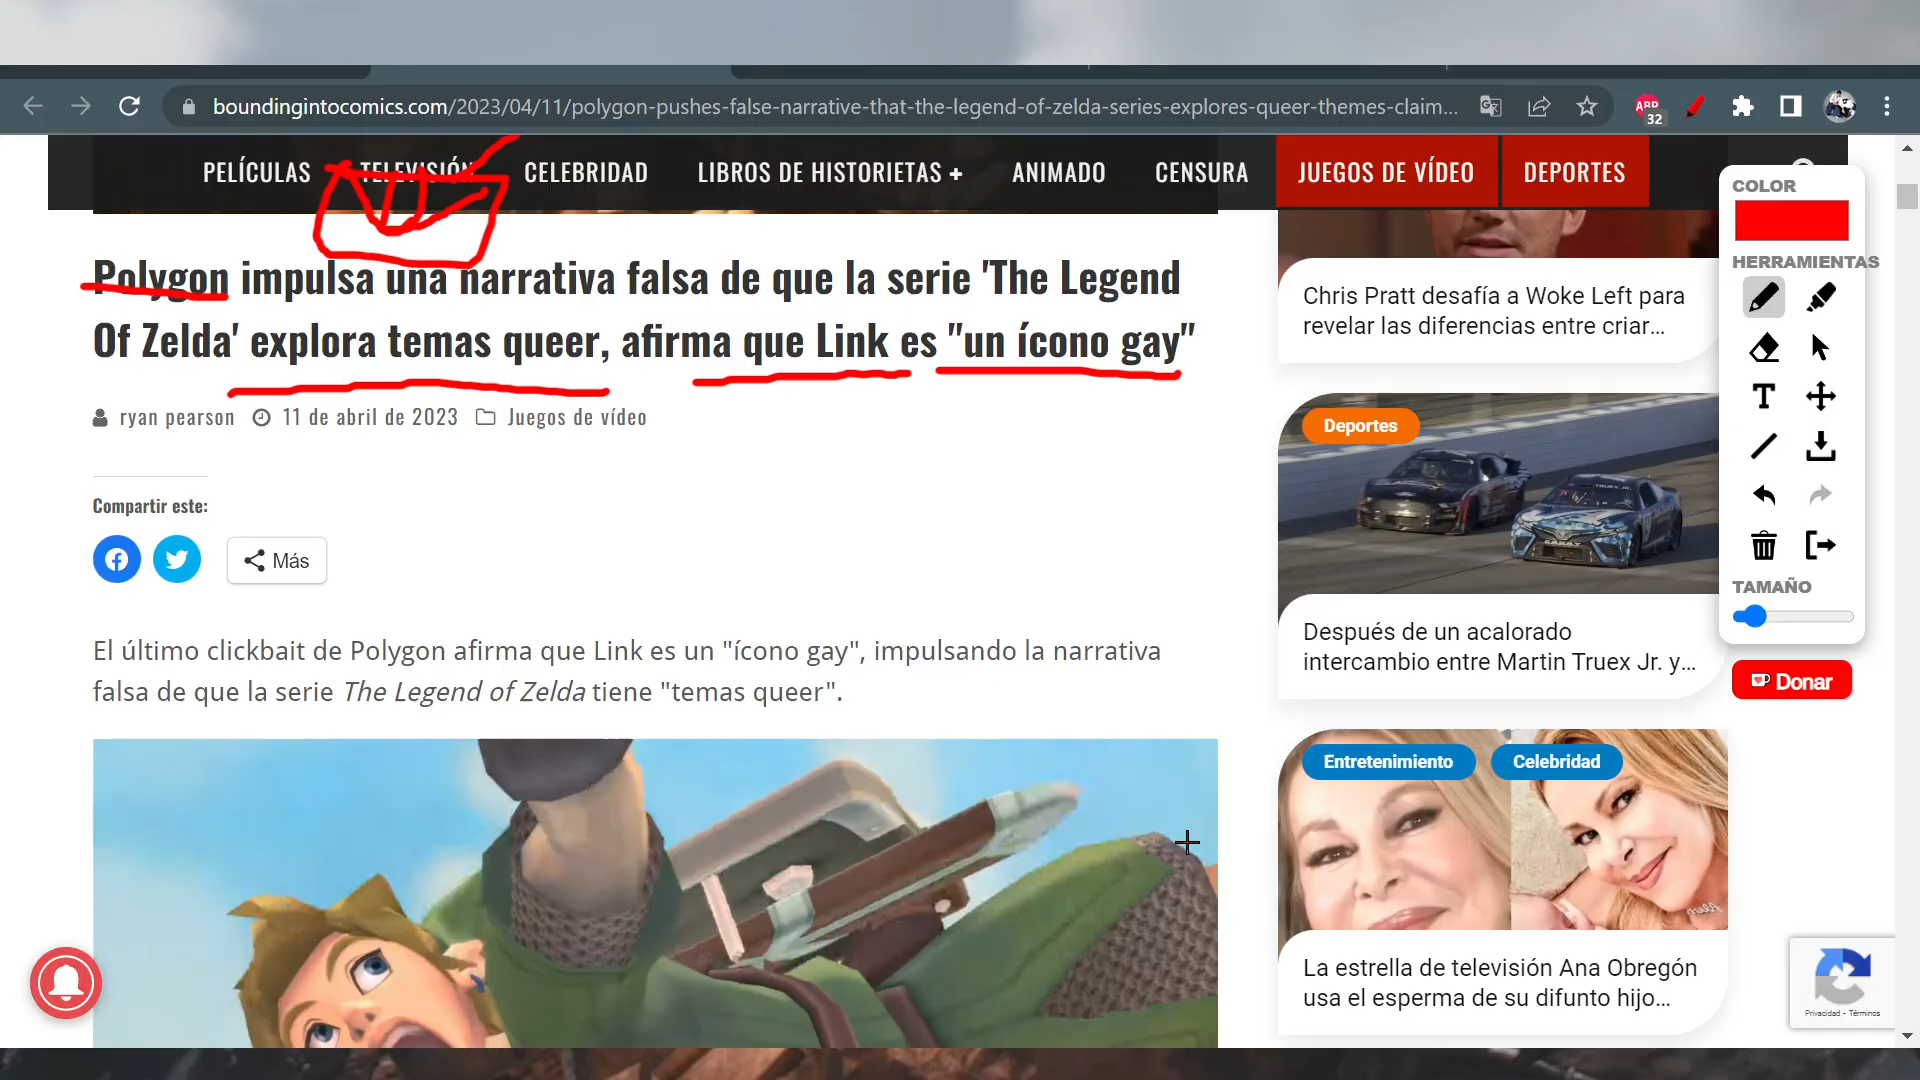 boundingintocomics.com/2023/04/11/polygon-pushes-false-narrative-that-the-legend-of-zelda-series-explores-queer-themes-claim...
ABP
32
PELÍCULAS
TELEVISIÓN
CELEBRIDAD
LIBROS DE HISTORIETAS +
ANIMADO
CENSURA
JUEGOS DE VÍDEO
DEPORTES
Polygon impulsa una narrativa falsa de que la serie 'The Legend
Of Zelda' explora temas queer, afirma que Link es "un ícono gay"
ryan pearson 11 de abril de 2023 Juegos de vídeo
Compartir este:
Más
El último clickbait de Polygon afirma que Link es un "ícono gay", impulsando la narrativa
falsa de que la serie The Legend of Zelda tiene "temas queer".
Chris Pratt desafía a Woke Left para
revelar las diferencias entre criar...
Deportes
Después de un acalorado
intercambio entre Martin Truex Jr. y...
Entretenimiento
Celebridad
La estrella de televisión Ana Obregón
usa el esperma de su difunto hijo...
COLOR
HERRAMIENTAS
T
TAMAÑO
Donar
Privacidad - Términos